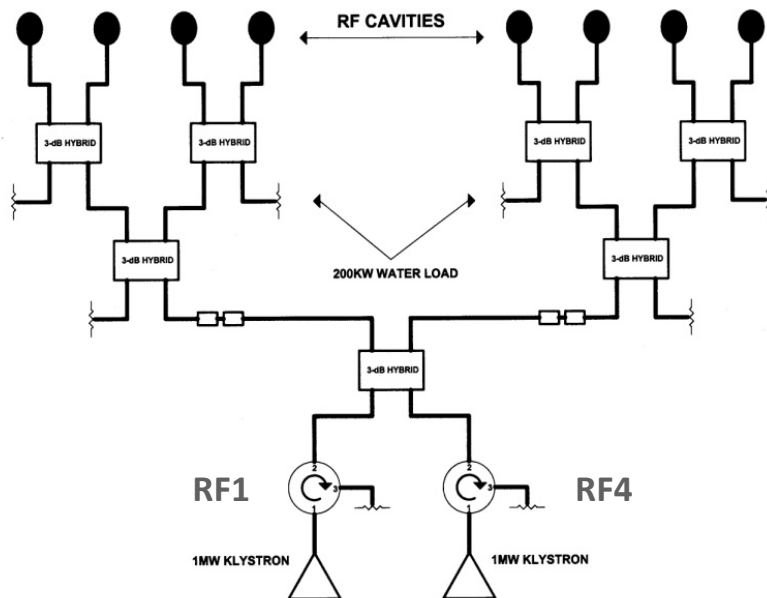 RF CAVITIES
3-dB HYBRID
3-dB HYBRID
3-dB HYBRID
3-dB HYBRID
3-dB HYBRID
3-dB HYBRID
200KW WATER LOAD
3-dB HYBRID
2
2
RF1
3
3
RF4
1
1
1MW KLYSTRON
1MW KLYSTRON